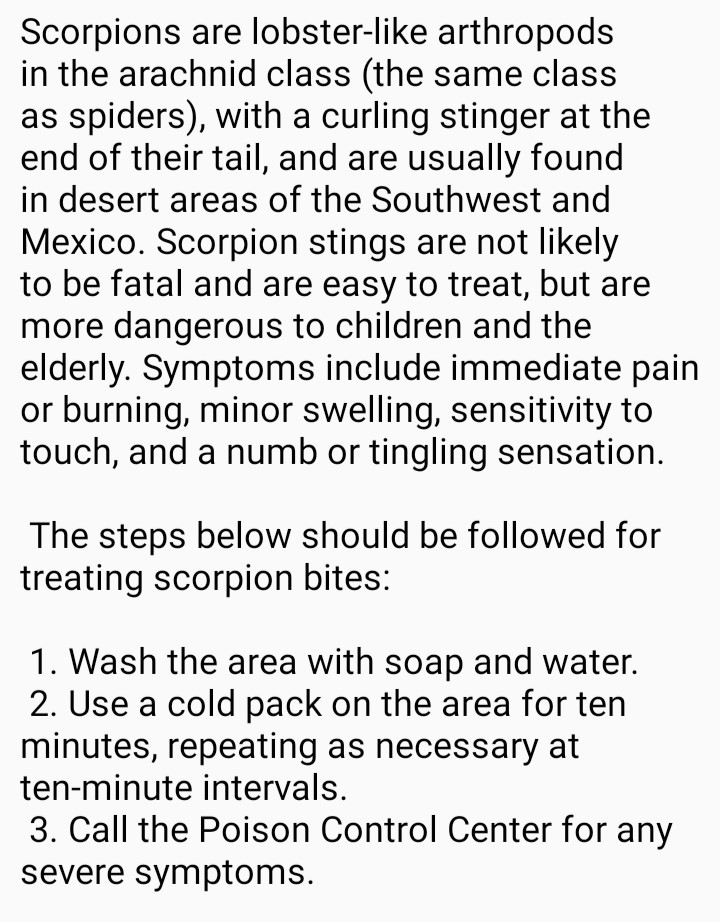 Scorpions are lobster-like arthropods
in the arachnid class (the same class
as spiders), with a curling stinger at the
end of their tail, and are usually found
in desert areas of the Southwest and
Mexico. Scorpion stings are not likely
to be fatal and are easy to treat, but are
more dangerous to children and the
elderly. Symptoms include immediate pain
or burning, minor swelling, sensitivity to
touch, and a numb or tingling sensation.
The steps below should be followed for
treating scorpion bites:
1. Wash the area with soap and water.
2. Use a cold pack on the area for ten
minutes, repeating as necessary at
ten-minute intervals.
3. Call the Poison Control Center for any
severe symptoms.